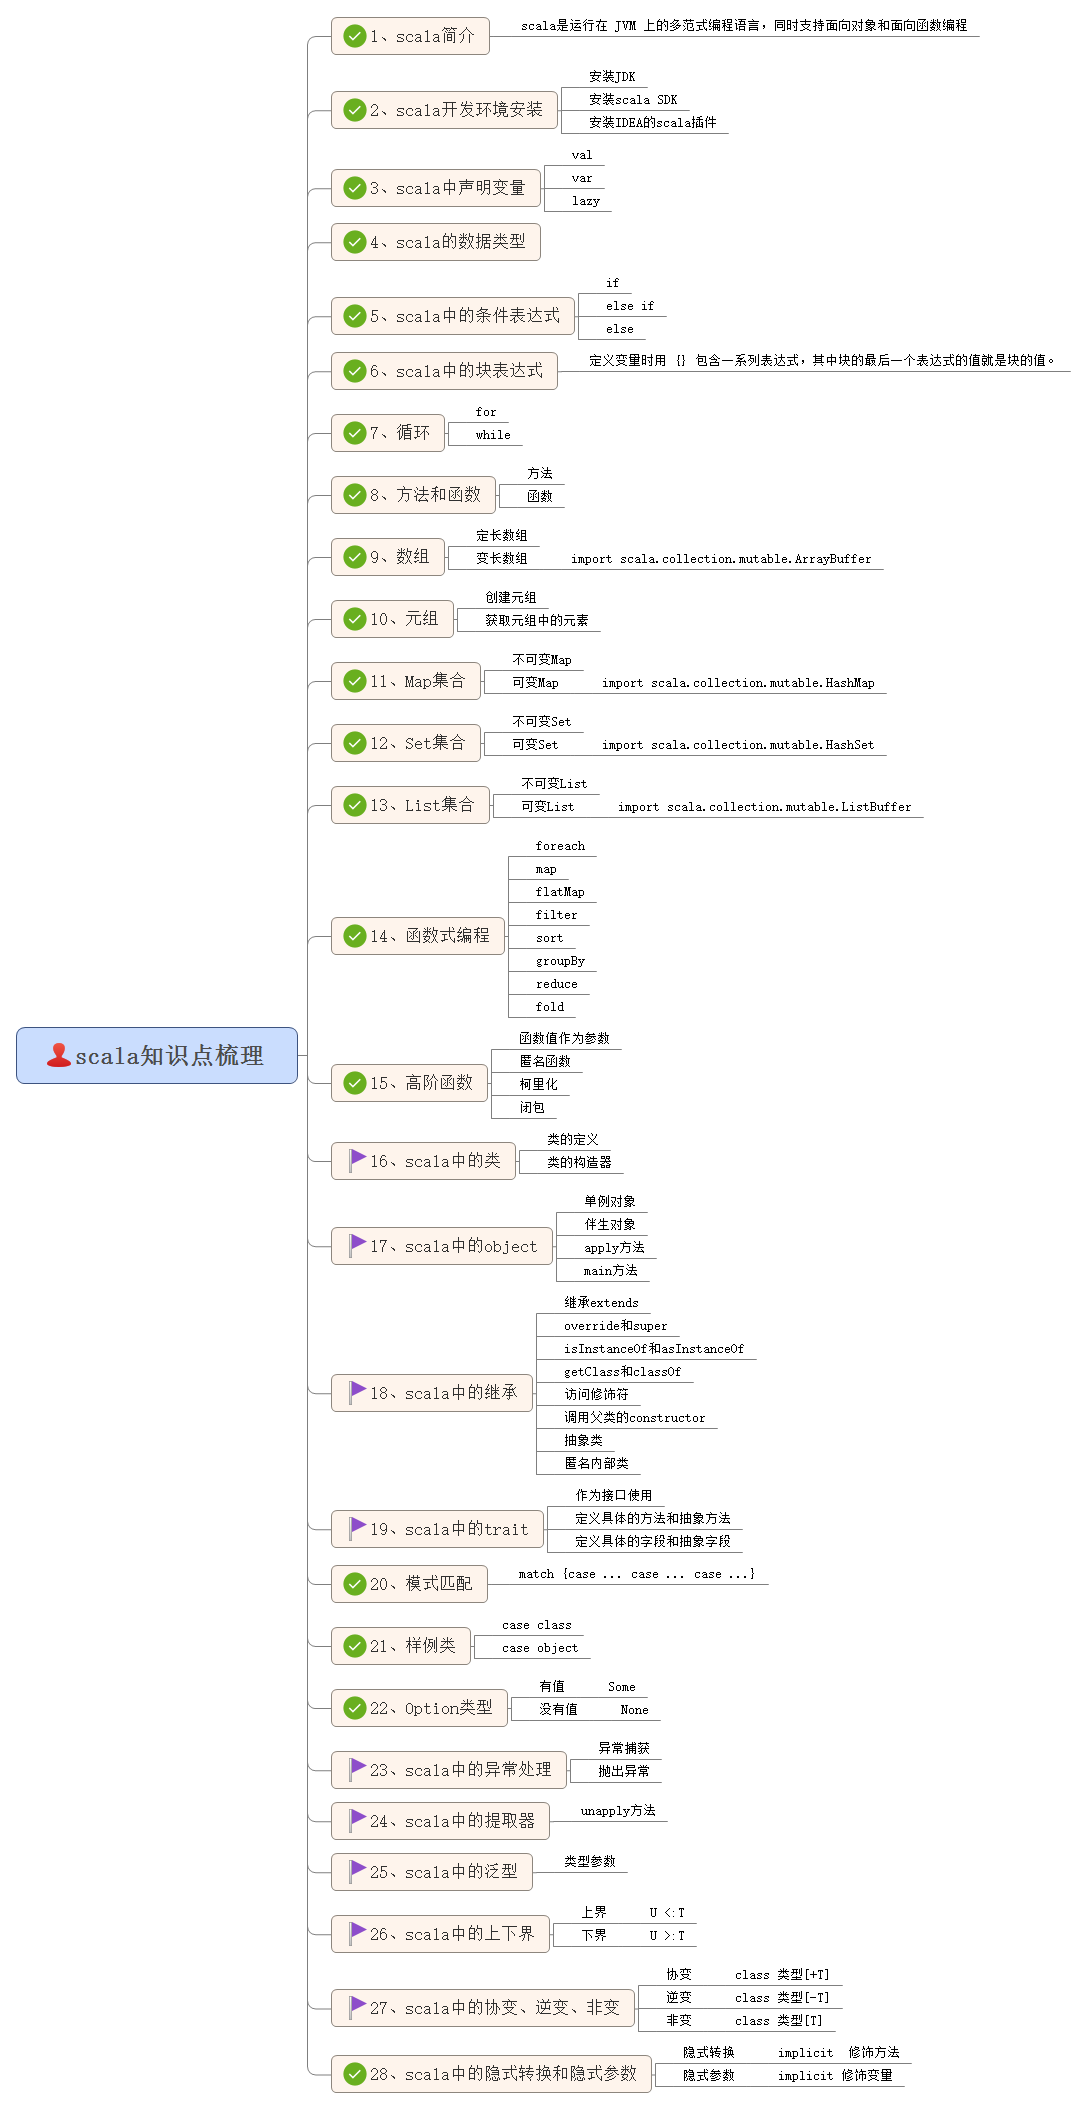 scala知识点梳理
1、scala简介
scala是运行在 JVM 上的多范式编程语言，同时支持面向对象和面向函数编程
2、scala开发环境安装
安装JDK
安装scala SDK
安装IDEA的scala插件
3、scala中声明变量
val
var
lazy
4、scala的数据类型
5、scala中的条件表达式
if
else if
else
6、scala中的块表达式
定义变量时用 {} 包含一系列表达式，其中块的最后一个表达式的值就是块的值。
7、循环
for
while
8、方法和函数
方法
函数
9、数组
定长数组
变长数组 import scala.collection.mutable.ArrayBuffer
10、元组
创建元组
获取元组中的元素
11、Map集合
不可变Map
可变Map import scala.collection.mutable.HashMap
12、Set集合
不可变Set
可变Set import scala.collection.mutable.HashSet
13、List集合
不可变List
可变List import scala.collection.mutable.ListBuffer
14、函数式编程
foreach
map
flatMap
filter
sort
groupBy
reduce
fold
15、高阶函数
函数值作为参数
匿名函数
柯里化
闭包
16、scala中的类
类的定义
类的构造器
17、scala中的object
单例对象
伴生对象
apply方法
main方法
18、scala中的继承
继承extends
override和super
isInstanceOf和asInstanceOf
getClass和classOf
访问修饰符
调用父类的constructor
抽象类
匿名内部类
19、scala中的trait
作为接口使用
定义具体的方法和抽象方法
定义具体的字段和抽象字段
20、模式匹配
match {case ... case ... case ...}
21、样例类
case class
case object
22、Option类型
有值 Some
没有值 None
23、scala中的异常处理
异常捕获
抛出异常
24、scala中的提取器
unapply方法
25、scala中的泛型
类型参数
26、scala中的上下界
上界 U <:T
下界 U >:T
27、scala中的协变、逆变、非变
协变 class 类型[+T]
逆变 class 类型[-T]
非变 class 类型[T]
28、scala中的隐式转换和隐式参数
隐式转换 implicit 修饰方法
隐式参数 implicit 修饰变量